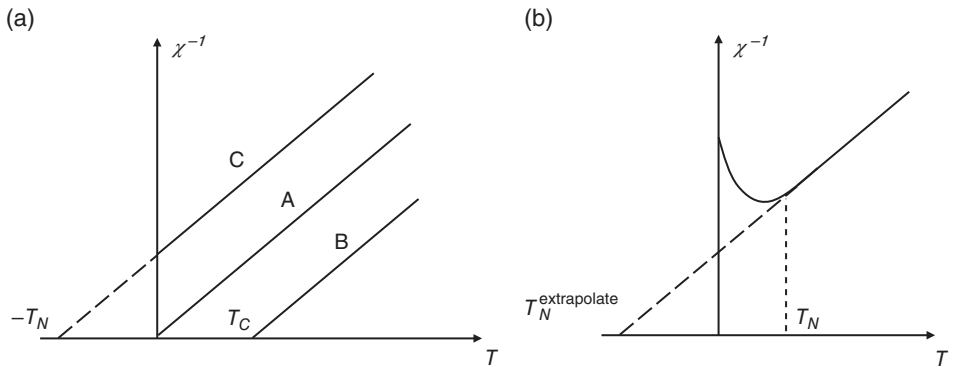 (a)
χ⁻¹
C
A
B
−T_N
T_C
T
(b)
χ⁻¹
T_N^extrapolate
T_N
T